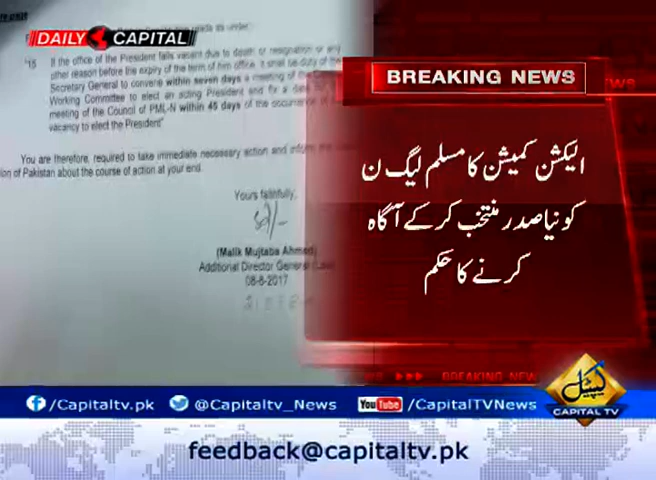 DAILY CAPITAL
"15 If the office of the President falls vacant due to death or resignation or any
other reason before the expiry of the term of him office, it shall be duty of the
Secretary General to convene within seven days a meeting of the
Working Committee to elect an acting President and fix a
meeting of the Council of PML-N within 45 days of the
vacancy to elect the President"
You are therefore, required to take immediate necessary action and inform the
of Pakistan about the course of action at your end.
Yours faithfully,
(Malik Mujtaba Ahmed)
Additional Director General
08-8-2017
BREAKING NEWS
الیکشن کمیشن کا مسلم لیگ ن
کو نیا صدر منتخب کر کے آگاہ
کرنے کا حکم
BREAKING NEW
/Capitaltv.pk @Capitaltv_News YouTube /CapitalTVNews
کیپیٹل
CAPITAL TV
feedback@capitaltv.pk